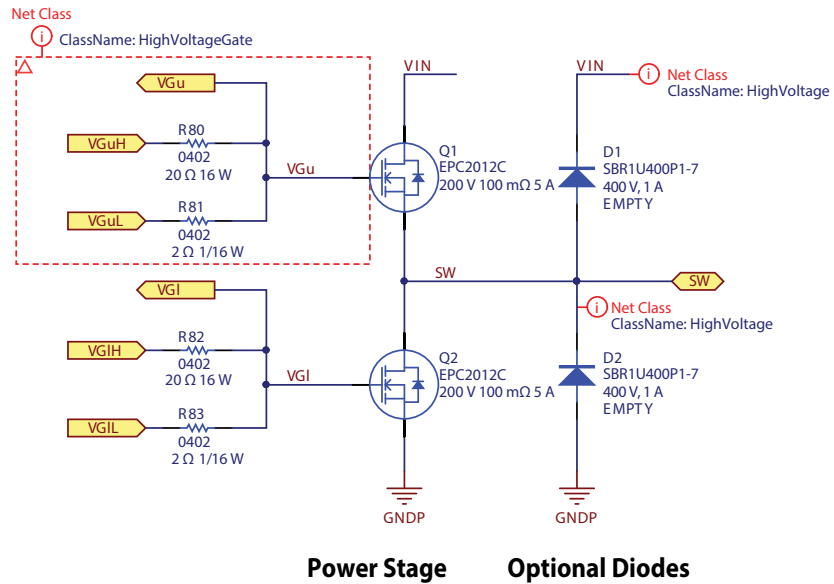 Net Class
ClassName: HighVoltageGate
VGu
VGuH
R80
0402
20 Ω 16 W
VGu
VGuL
R81
0402
2 Ω 1/16 W
VIN
Q1
EPC2012C
200 V 100 mΩ 5 A
VIN
Net Class
ClassName: HighVoltage
D1
SBR1U400P1-7
400 V, 1 A
EMPTY
SW
SW
Net Class
ClassName: HighVoltage
VGl
VGlH
R82
0402
20 Ω 16 W
VGl
VGlL
R83
0402
2 Ω 1/16 W
Q2
EPC2012C
200 V 100 mΩ 5 A
D2
SBR1U400P1-7
400 V, 1 A
EMPTY
GNDP
GNDP
Power Stage
Optional Diodes